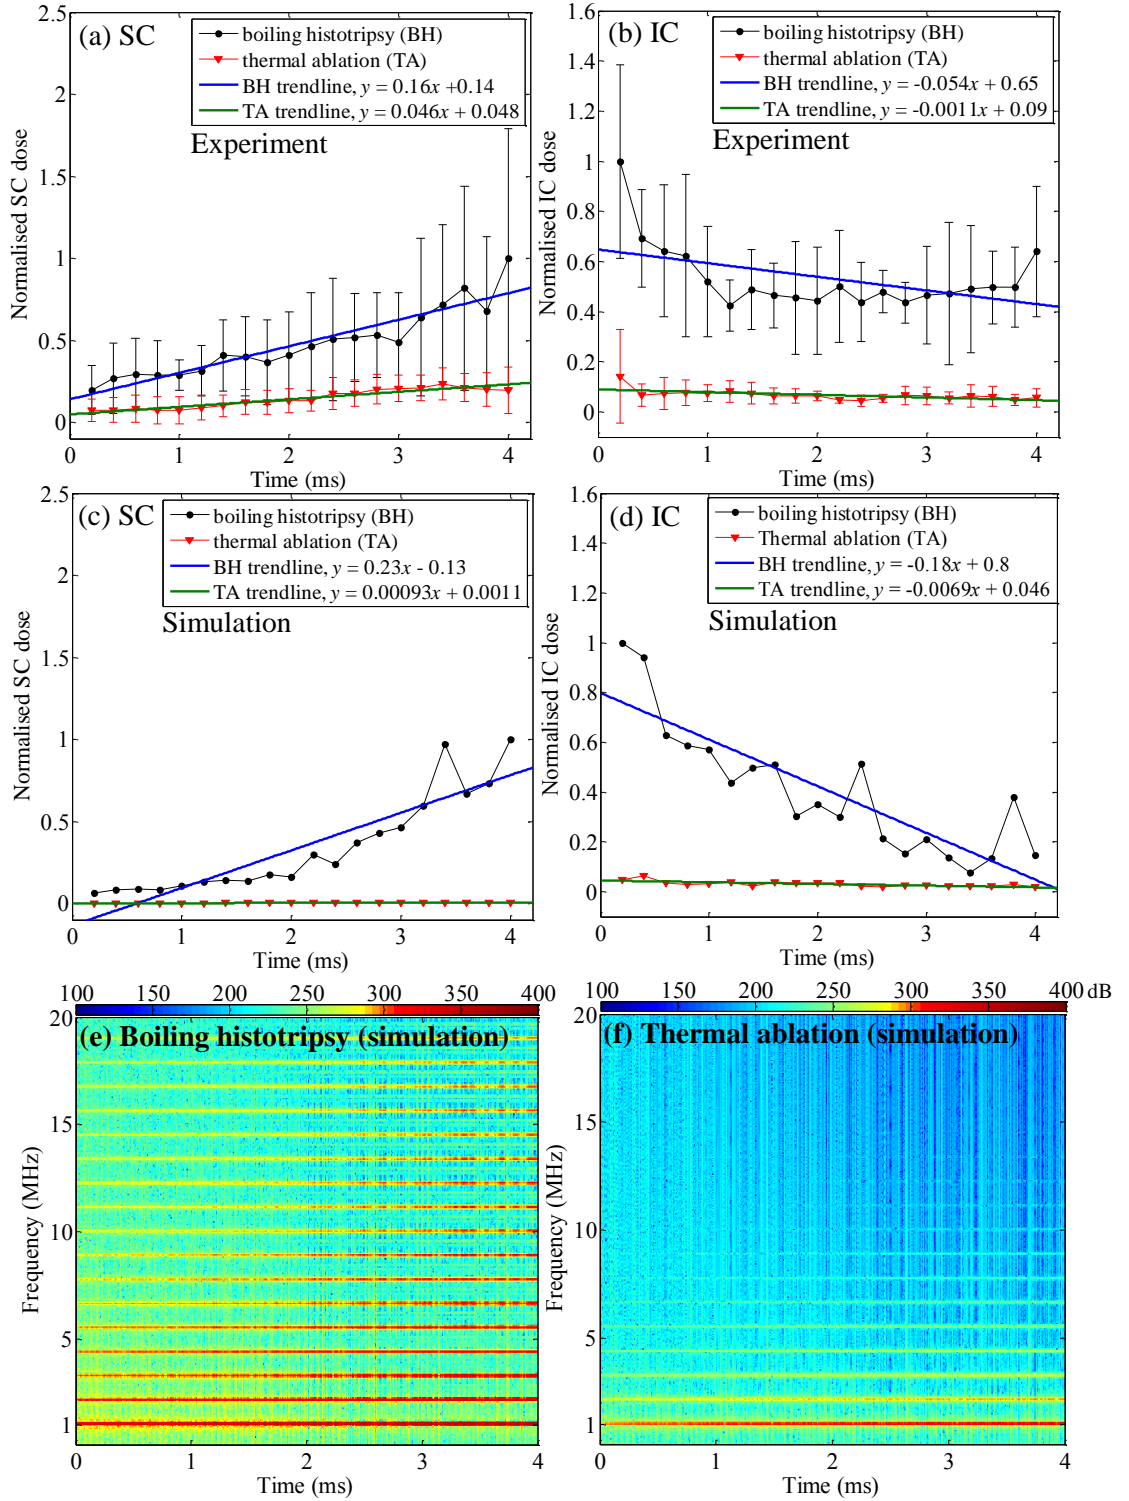 (a) SC
boiling histotripsy (BH)
thermal ablation (TA)
BH trendline, y = 0.16x +0.14
TA trendline, y = 0.046x + 0.048
Experiment
Normalised SC dose
2.5
2
1.5
1
0.5
0
0 1 2 3 4
Time (ms)
(b) IC
boiling histotripsy (BH)
thermal ablation (TA)
BH trendline, y = -0.054x + 0.65
TA trendline, y = -0.0011x + 0.09
Experiment
Normalised IC dose
1.6
1.4
1.2
1
0.8
0.6
0.4
0.2
0
0 1 2 3 4
Time (ms)
(c) SC
boiling histotripsy (BH)
thermal ablation (TA)
BH trendline, y = 0.23x - 0.13
TA trendline, y = 0.00093x + 0.0011
Simulation
Normalised SC dose
2.5
2
1.5
1
0.5
0
0 1 2 3 4
Time (ms)
(d) IC
boiling histotripsy (BH)
Thermal ablation (TA)
BH trendline, y = -0.18x + 0.8
TA trendline, y = -0.0069x + 0.046
Simulation
Normalised IC dose
1.6
1.4
1.2
1
0.8
0.6
0.4
0.2
0
0 1 2 3 4
Time (ms)
100 150 200 250 300 350 400
(e) Boiling histotripsy (simulation)
Frequency (MHz)
20
15
10
5
1
0 1 2 3 4
Time (ms)
100 150 200 250 300 350 400 dB
(f) Thermal ablation (simulation)
Frequency (MHz)
20
15
10
5
1
0 1 2 3 4
Time (ms)